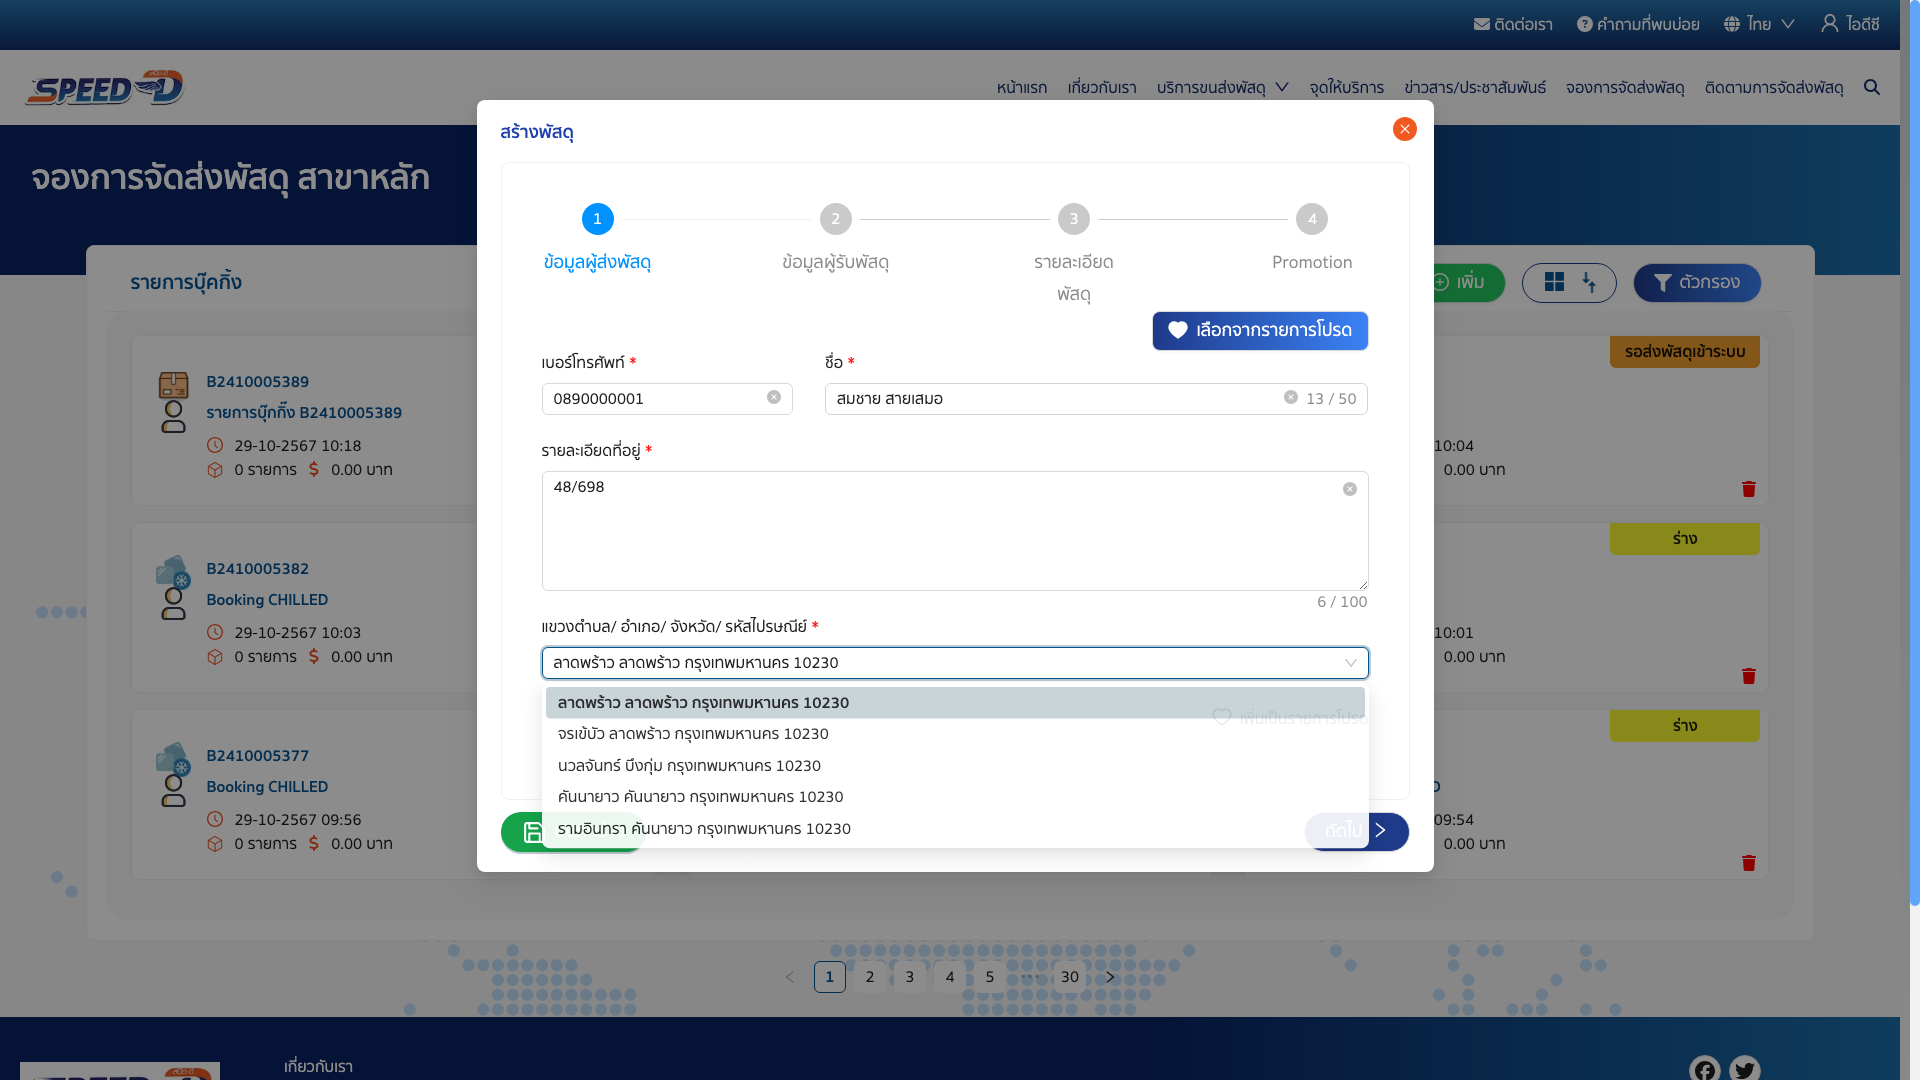 ติดต่อเรา
คำถามที่พบบ่อย
ไทย
ไอดีซี
SPEED-D
หน้าแรก
เกี่ยวกับเรา
บริการขนส่งพัสดุ
จุดให้บริการ
ข่าวสาร/ประชาสัมพันธ์
จองการจัดส่งพัสดุ
ติดตามการจัดส่งพัสดุ
จองการจัดส่งพัสดุ สาขาหลัก
รายการบุ๊คกิ้ง
เพิ่ม
ตัวกรอง
สร้างพัสดุ
1
2
3
4
ข้อมูลผู้ส่งพัสดุ
ข้อมูลผู้รับพัสดุ
รายละเอียด
พัสดุ
Promotion
เลือกจากรายการโปรด
เบอร์โทรศัพท์ *
ชื่อ *
0890000001
สมชาย สายเสมอ
13 / 50
รายละเอียดที่อยู่ *
48/698
6 / 100
แขวงตำบล/ อำเภอ/ จังหวัด/ รหัสไปรษณีย์ *
ลาดพร้าว ลาดพร้าว กรุงเทพมหานคร 10230
ลาดพร้าว ลาดพร้าว กรุงเทพมหานคร 10230
เพิ่มเป็นรายการโปรด
จรเข้บัว ลาดพร้าว กรุงเทพมหานคร 10230
นวลจันทร์ บึงกุ่ม กรุงเทพมหานคร 10230
คันนายาว คันนายาว กรุงเทพมหานคร 10230
รามอินทรา คันนายาว กรุงเทพมหานคร 10230
ถัดไป
B2410005389
รายการบุ๊กกิ๊ง B2410005389
29-10-2567 10:18
0 รายการ $ 0.00 บาท
B2410005382
Booking CHILLED
29-10-2567 10:03
0 รายการ $ 0.00 บาท
B2410005377
Booking CHILLED
29-10-2567 09:56
0 รายการ $ 0.00 บาท
รอส่งพัสดุเข้าระบบ
10:04
0.00 บาท
ร่าง
10:01
0.00 บาท
ร่าง
09:54
0.00 บาท
1
2
3
4
5
•••
30
เกี่ยวกับเรา